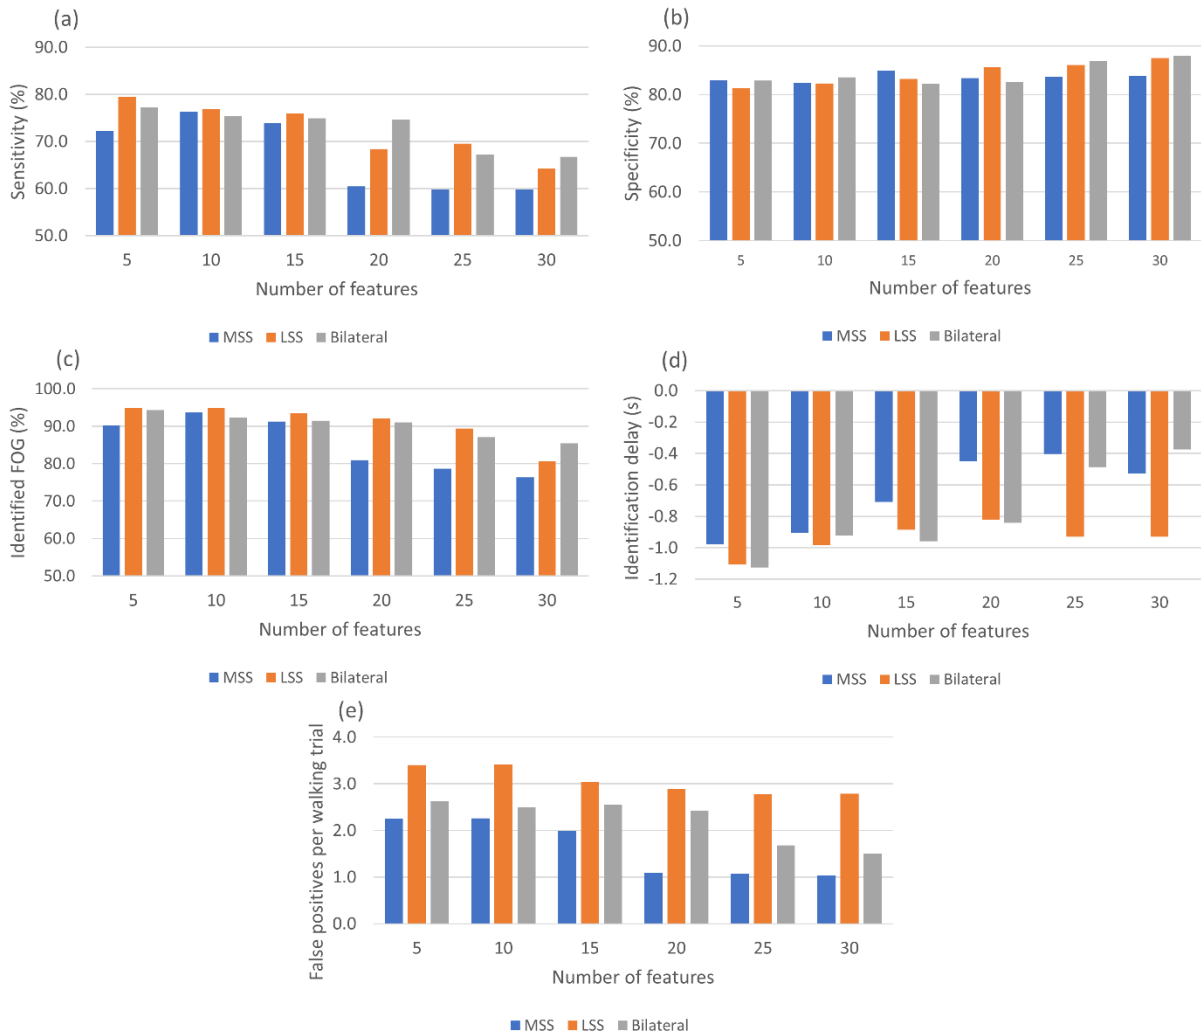 (a)
90.0
80.0
70.0
60.0
50.0
Sensitivity (%)
5 10 15 20 25 30
Number of features
MSS LSS Bilateral
(b)
90.0
80.0
70.0
60.0
50.0
Specificity (%)
5 10 15 20 25 30
Number of features
MSS LSS Bilateral
(c)
100.0
90.0
80.0
70.0
60.0
50.0
Identified FOG (%)
5 10 15 20 25 30
Number of features
MSS LSS Bilateral
(d)
0.0
-0.2
-0.4
-0.6
-0.8
-1.0
-1.2
Identification delay (s)
5 10 15 20 25 30
Number of features
MSS LSS Bilateral
(e)
4.0
3.0
2.0
1.0
0.0
False positives per walking trial
5 10 15 20 25 30
Number of features
MSS LSS Bilateral